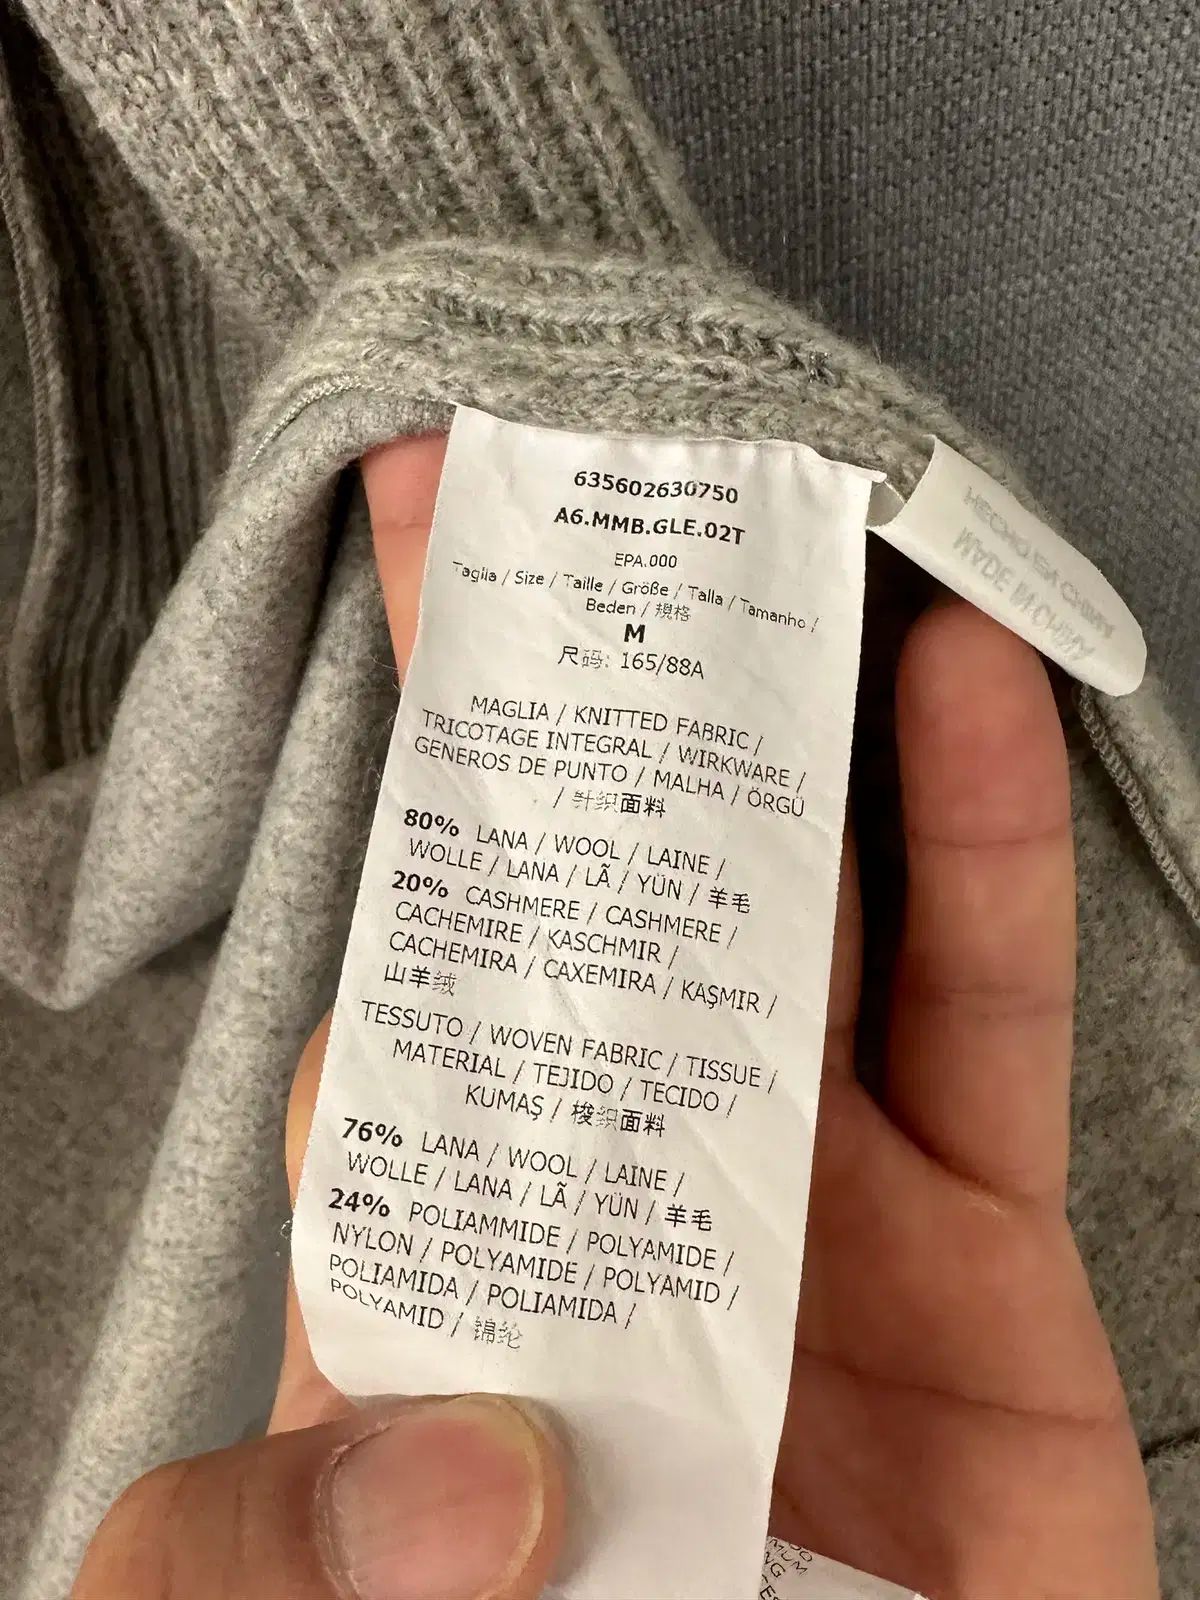 635602630750
A6.MMB.GLE.02T
EPA.000
Taglia / Size / Taille / Größe / Talla / Tamanho /
Beden / 規格
M
尺码: 165/88A
MAGLIA / KNITTED FABRIC /
TRICOTAGE INTEGRAL / WIRKWARE /
GENEROS DE PUNTO / MALHA / ÖRGÜ
/ 针织面料
80% LANA / WOOL / LAINE /
WOLLE / LANA / LÃ / YÜN / 羊毛
20% CASHMERE / CASHMERE /
CACHEMIRE / KASCHMIR /
CACHEMIRA / CAXEMIRA / KAŞMIR /
山羊绒
TESSUTO / WOVEN FABRIC / TISSUE /
MATERIAL / TEJIDO / TECIDO /
KUMAŞ / 梭织面料
76% LANA / WOOL / LAINE /
WOLLE / LANA / LÃ / YÜN / 羊毛
24% POLIAMMIDE / POLYAMIDE /
NYLON / POLYAMIDE / POLYAMID /
POLIAMIDA / POLIAMIDA /
POLYAMID / 锦纶
HECHO EN CHINA
MADE IN CHINA